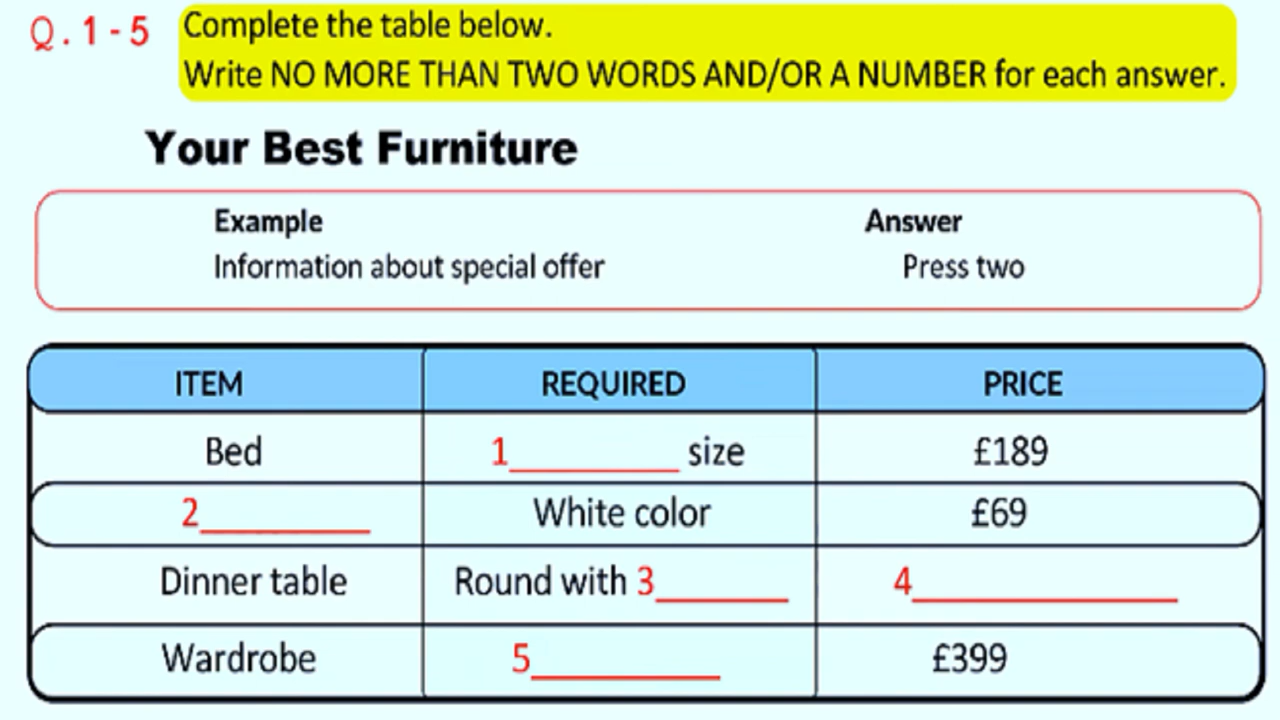 Q.1-5 Complete the table below.
Write NO MORE THAN TWO WORDS AND/OR A NUMBER for each answer.
Your Best Furniture
Example Answer
Information about special offer Press two
ITEM REQUIRED PRICE
Bed 1__________ size £189
2__________ White color £69
Dinner table Round with 3________ 4________________
Wardrobe 5___________ £399